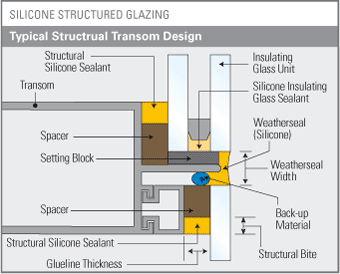 SILICONE STRUCTURED GLAZING
Typical Structrual Transom Design
Structural
Silicone Sealant
Transom
Spacer
Setting Block
Spacer
Structural Silicone Sealant
Glueline Thickness
Insulating
Glass Unit
Silicone Insulating
Glass Sealant
Weatherseal
(Silicone)
Weatherseal
Width
Back-up
Material
Structural Bite